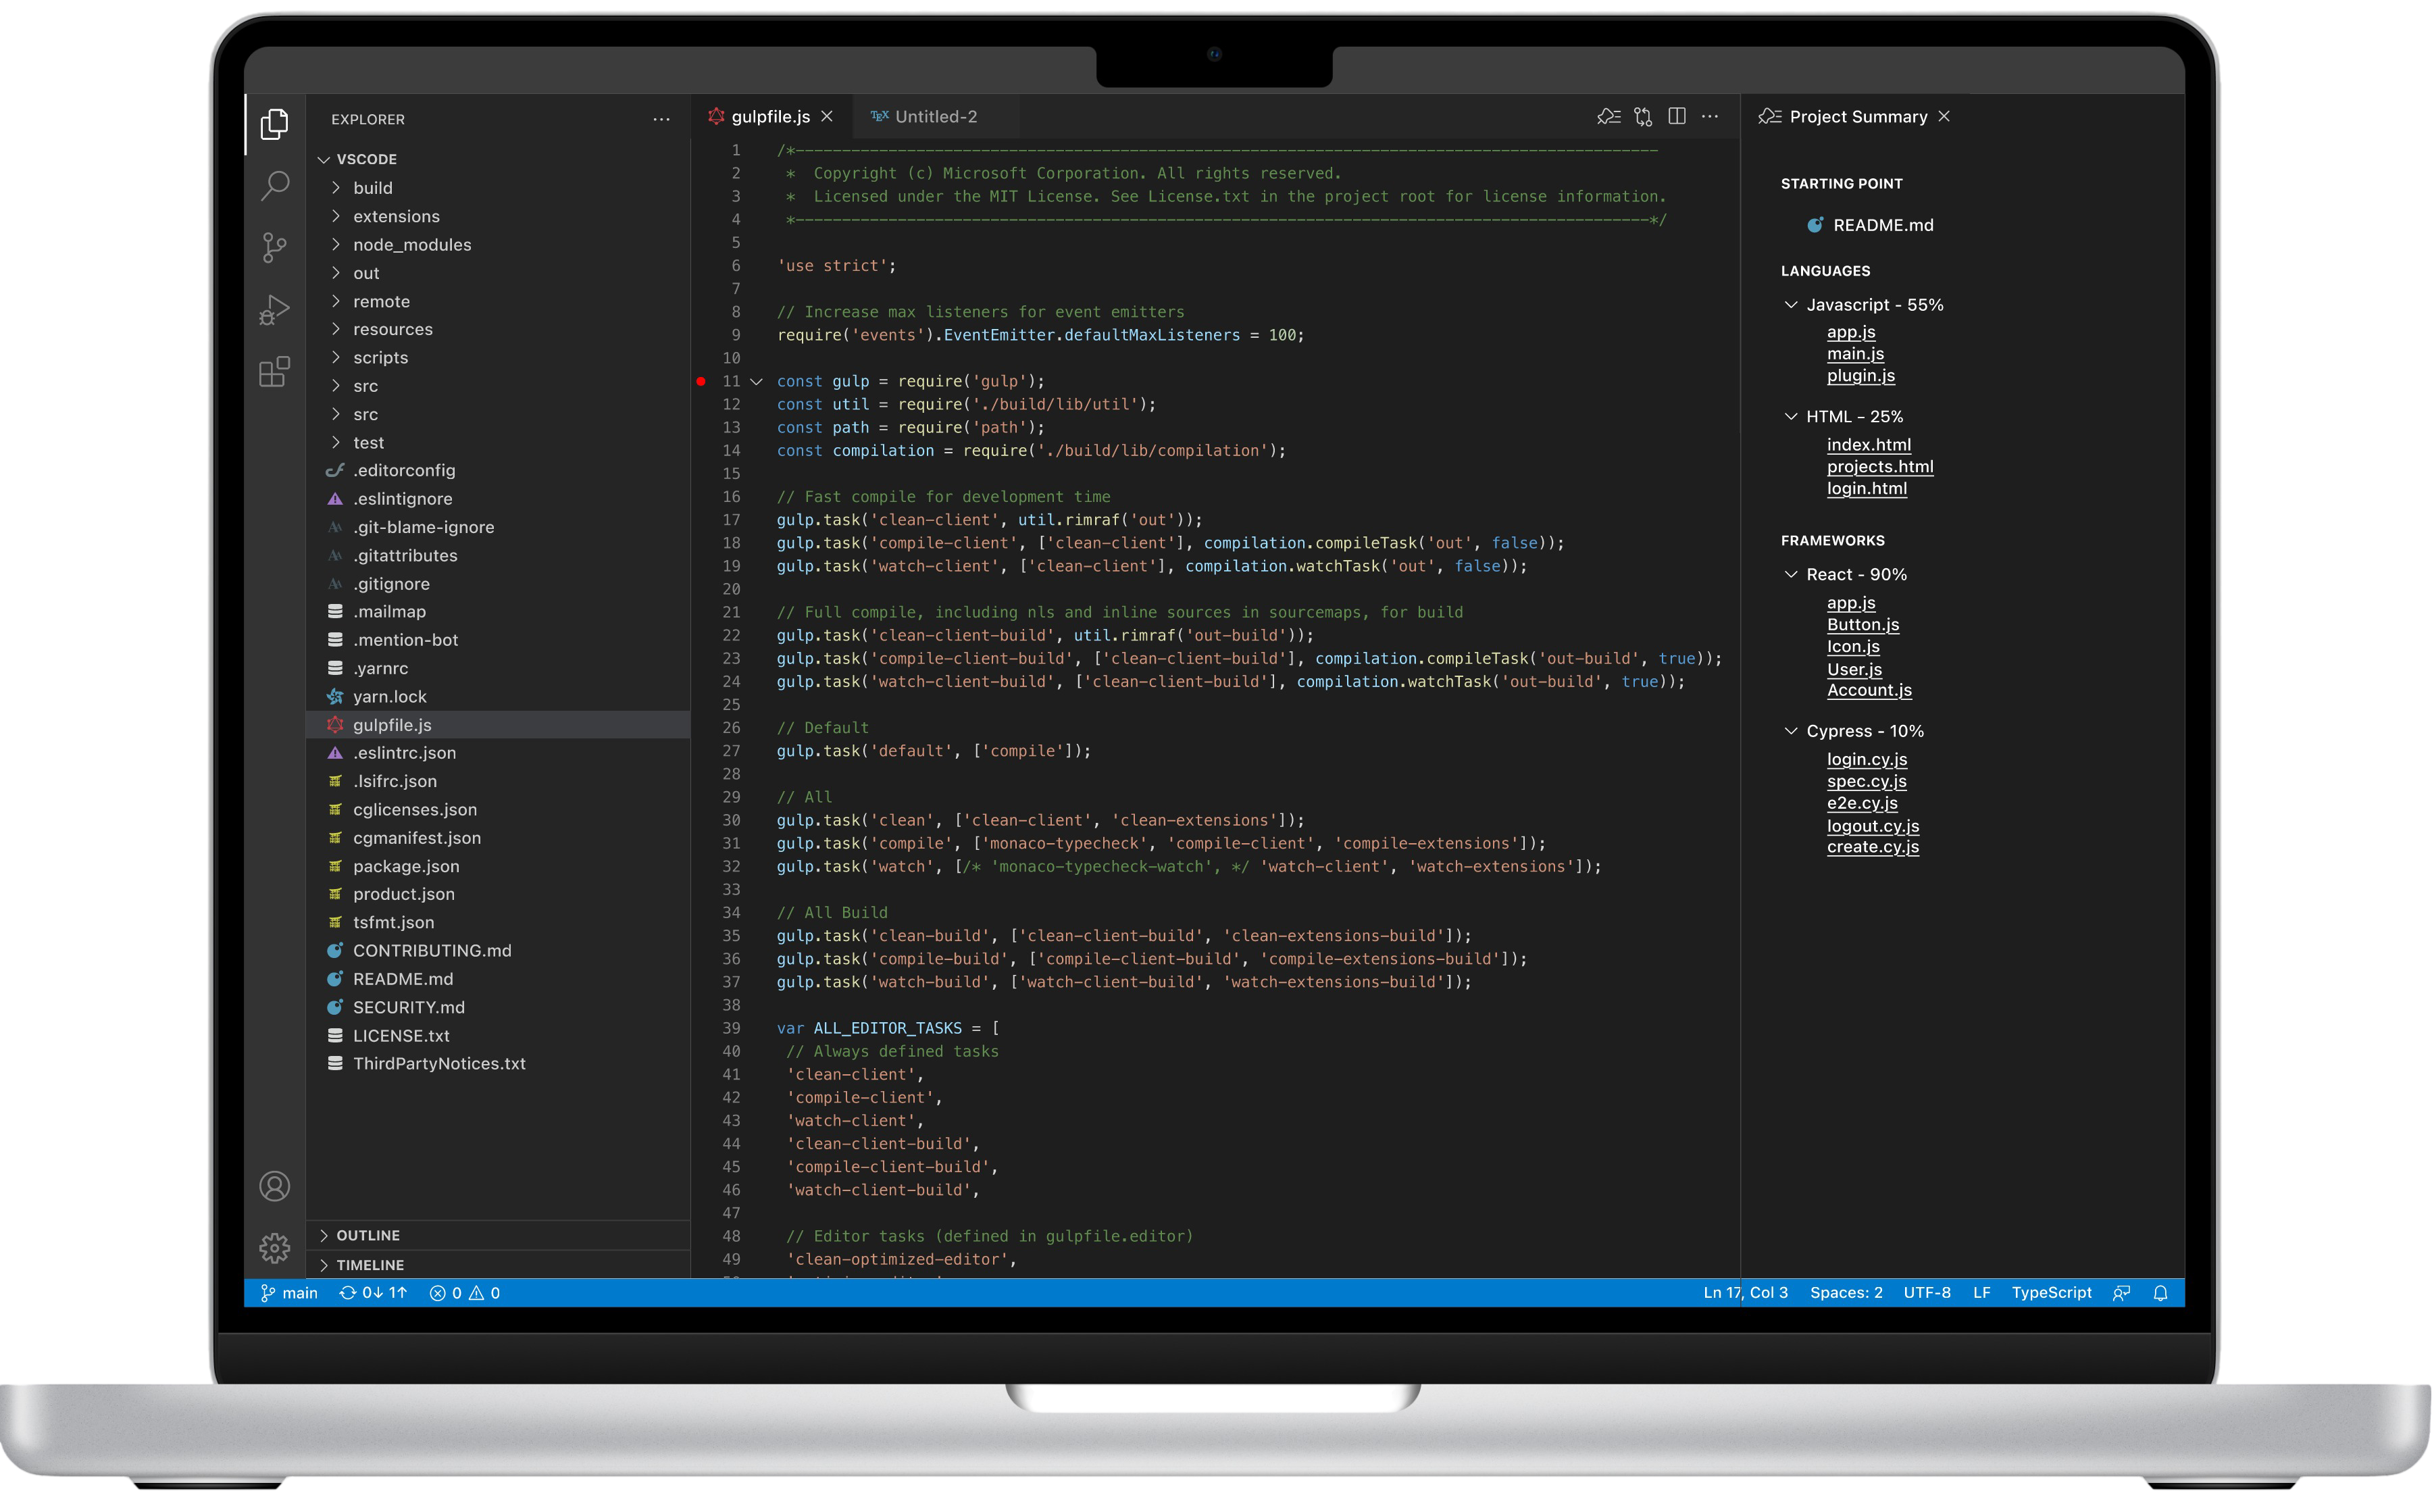 EXPLORER
VSCODE
build
extensions
node_modules
out
remote
resources
scripts
src
src
test
.editorconfig
.eslintignore
.git-blame-ignore
.gitattributes
.gitignore
.mailmap
.mention-bot
.yarnrc
yarn.lock
gulpfile.js
.eslintrc.json
.lsifrc.json
cglicenses.json
cgmanifest.json
package.json
product.json
tsfmt.json
CONTRIBUTING.md
README.md
SECURITY.md
LICENSE.txt
ThirdPartyNotices.txt
OUTLINE
TIMELINE
gulpfile.js
TEX Untitled-2
1 /*---------------------------------------------------------------------------------------------
2 * Copyright (c) Microsoft Corporation. All rights reserved.
3 * Licensed under the MIT License. See License.txt in the project root for license information.
4 *--------------------------------------------------------------------------------------------*/
5
6 'use strict';
7
8 // Increase max listeners for event emitters
9 require('events').EventEmitter.defaultMaxListeners = 100;
10
11 const gulp = require('gulp');
12 const util = require('./build/lib/util');
13 const path = require('path');
14 const compilation = require('./build/lib/compilation');
15
16 // Fast compile for development time
17 gulp.task('clean-client', util.rimraf('out'));
18 gulp.task('compile-client', ['clean-client'], compilation.compileTask('out', false));
19 gulp.task('watch-client', ['clean-client'], compilation.watchTask('out', false));
20
21 // Full compile, including nls and inline sources in sourcemaps, for build
22 gulp.task('clean-client-build', util.rimraf('out-build'));
23 gulp.task('compile-client-build', ['clean-client-build'], compilation.compileTask('out-build', true));
24 gulp.task('watch-client-build', ['clean-client-build'], compilation.watchTask('out-build', true));
25
26 // Default
27 gulp.task('default', ['compile']);
28
29 // All
30 gulp.task('clean', ['clean-client', 'clean-extensions']);
31 gulp.task('compile', ['monaco-typecheck', 'compile-client', 'compile-extensions']);
32 gulp.task('watch', [/* 'monaco-typecheck-watch', */ 'watch-client', 'watch-extensions']);
33
34 // All Build
35 gulp.task('clean-build', ['clean-client-build', 'clean-extensions-build']);
36 gulp.task('compile-build', ['compile-client-build', 'compile-extensions-build']);
37 gulp.task('watch-build', ['watch-client-build', 'watch-extensions-build']);
38
39 var ALL_EDITOR_TASKS = [
40 // Always defined tasks
41 'clean-client',
42 'compile-client',
43 'watch-client',
44 'clean-client-build',
45 'compile-client-build',
46 'watch-client-build',
47
48 // Editor tasks (defined in gulpfile.editor)
49 'clean-optimized-editor',
Project Summary
STARTING POINT
README.md
LANGUAGES
Javascript - 55%
app.js
main.js
plugin.js
HTML - 25%
index.html
projects.html
login.html
FRAMEWORKS
React - 90%
app.js
Button.js
Icon.js
User.js
Account.js
Cypress - 10%
login.cy.js
spec.cy.js
e2e.cy.js
logout.cy.js
create.cy.js
main 0↓ 1↑ 0 0 Ln 17, Col 3 Spaces: 2 UTF-8 LF TypeScript